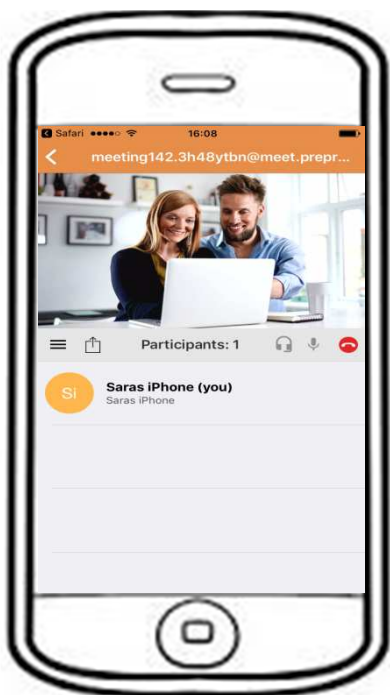 Safari 16:08
meeting142.3h48ytbn@meet.prepr...
Participants: 1
Si
Saras iPhone (you)
Saras iPhone